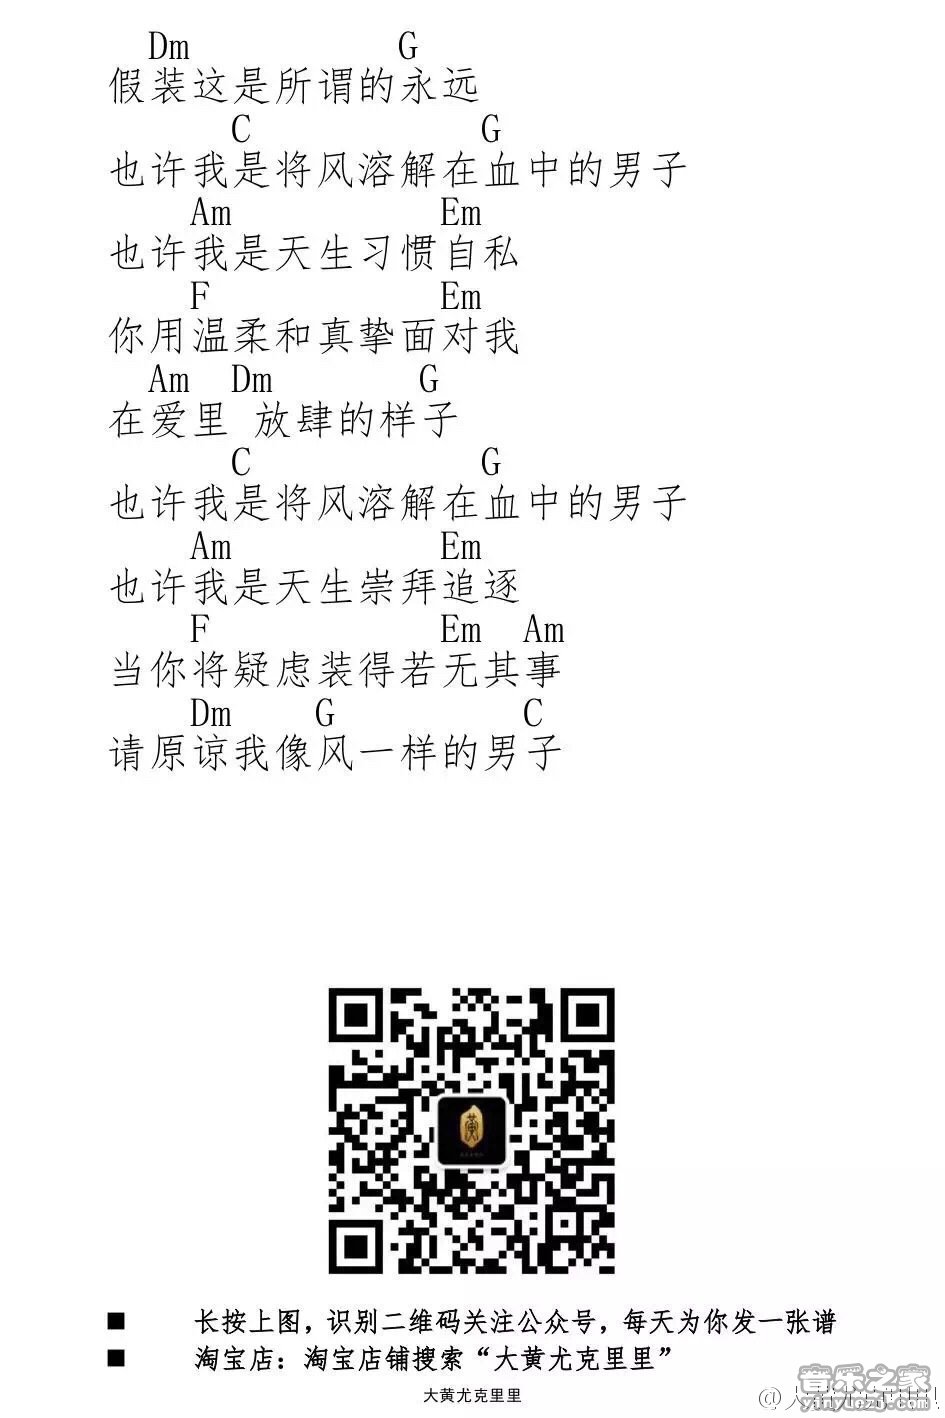 Dm G
假装这是所谓的永远
C G
也许我是将风溶解在血中的男子
Am Em
也许我是天生习惯自私
F Em
你用温柔和真挚面对我
Am Dm G
在爱里 放肆的样子
C G
也许我是将风溶解在血中的男子
Am Em
也许我是天生崇拜追逐
F Em Am
当你将疑虑装得若无其事
Dm G C
请原谅我像风一样的男子
■ 长按上图，识别二维码关注公众号，每天为你发一张谱
■ 淘宝店：淘宝店铺搜索“大黄尤克里里”
大黄尤克里里
音乐之家
yinyuezj.com